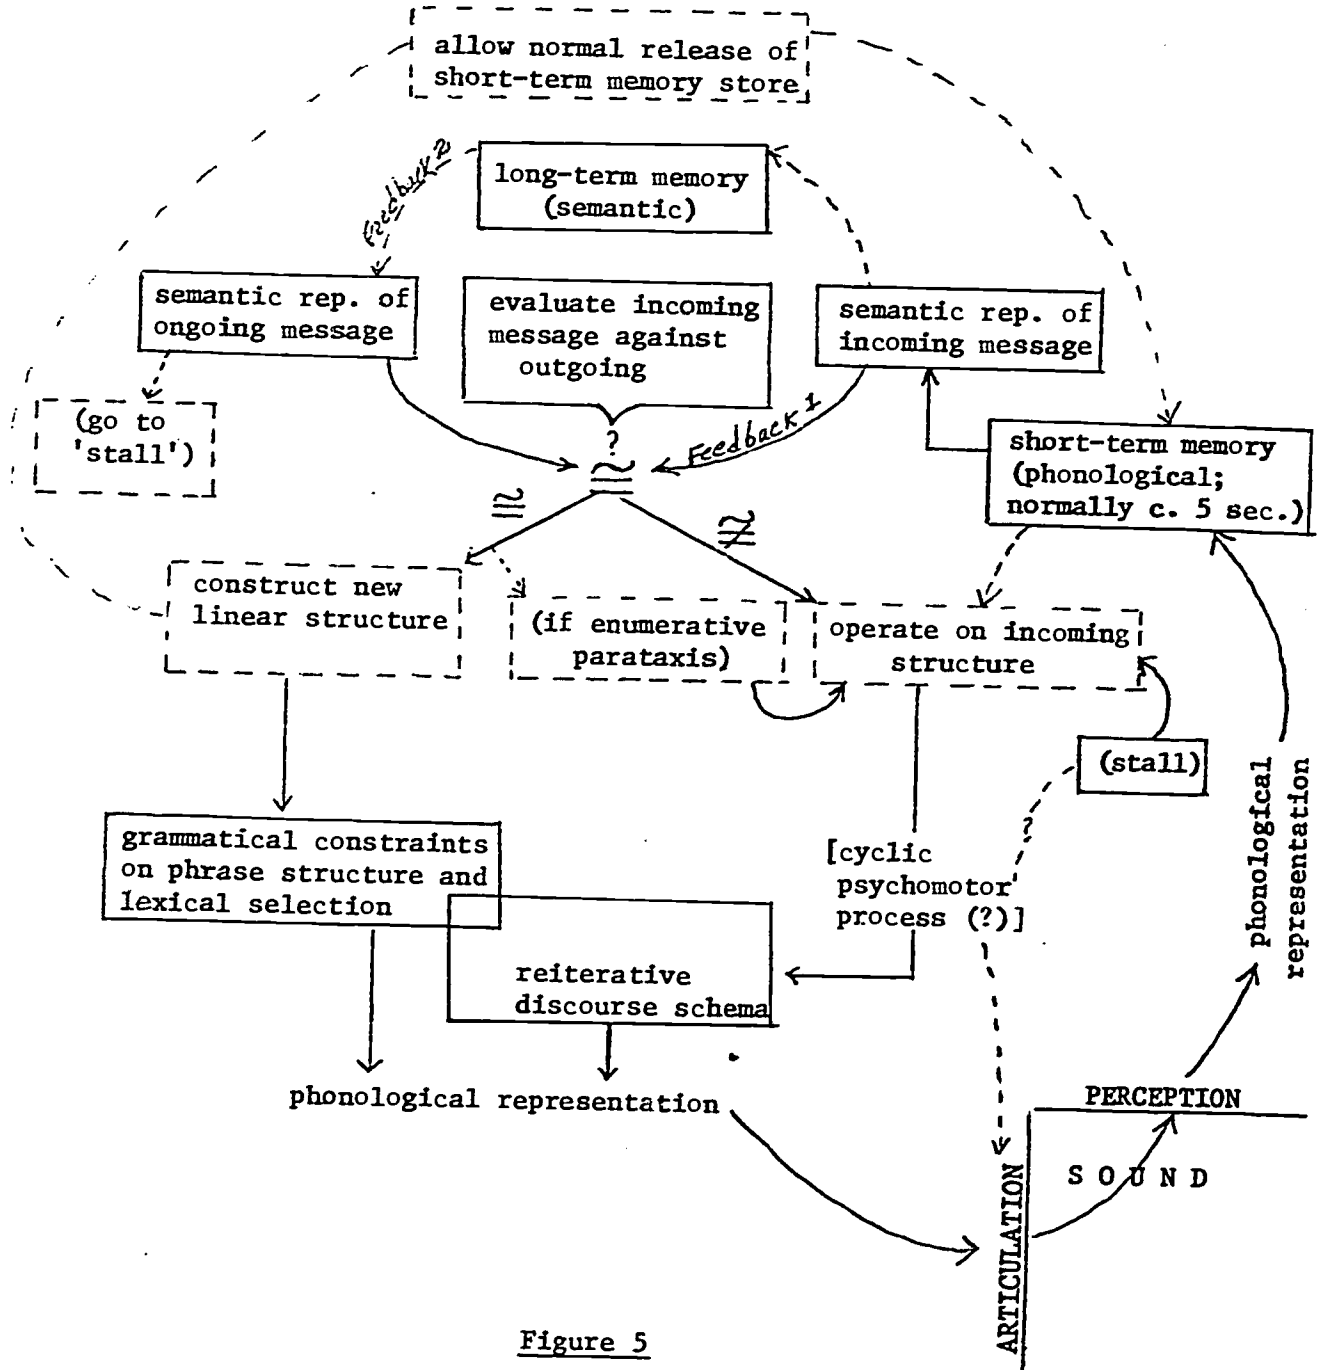 allow normal release of
short-term memory store
feedback 2
long-term memory
(semantic)
semantic rep. of
ongoing message
evaluate incoming
message against
outgoing
semantic rep. of
incoming message
(go to
'stall')
?
≅
Feedback 1
short-term memory
(phonological;
normally c. 5 sec.)
≅
≇
construct new
linear structure
(if enumerative
parataxis)
operate on incoming
structure
(stall)
?
phonological
representation
grammatical constraints
on phrase structure and
lexical selection
[cyclic
psychomotor
process (?)]
reiterative
discourse schema
phonological representation
PERCEPTION
SOUND
ARTICULATION
Figure 5